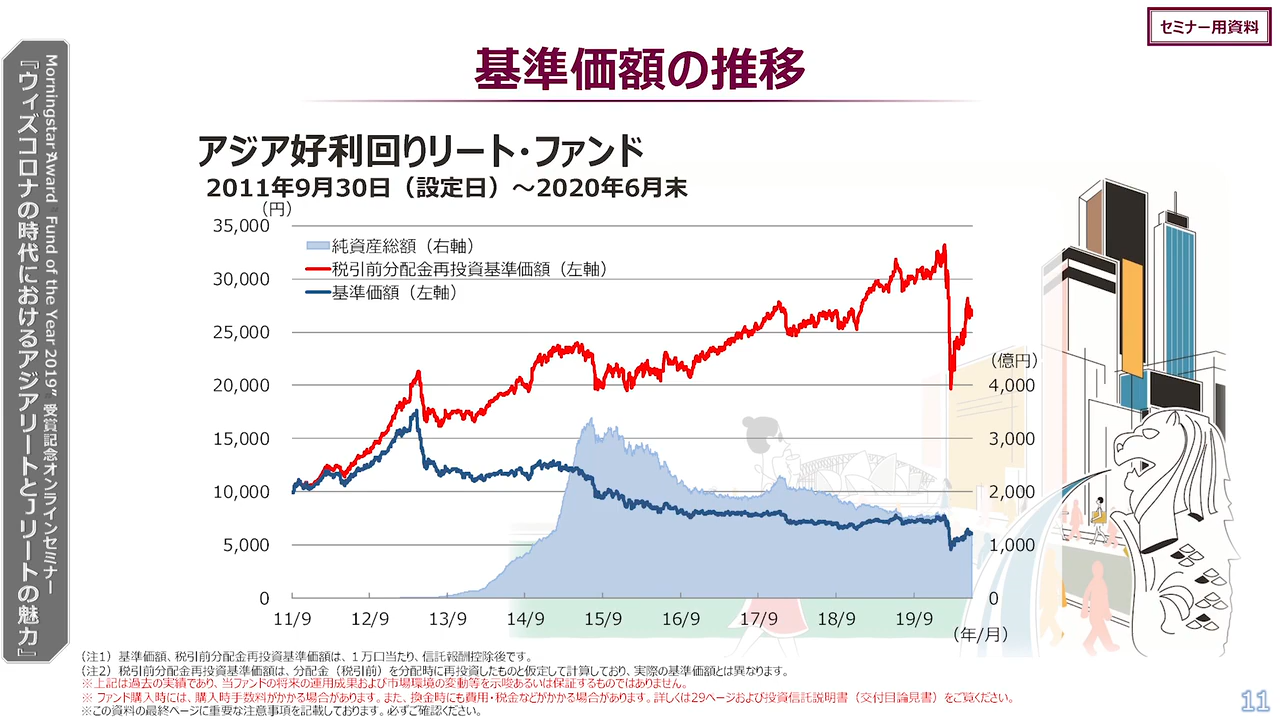 セミナー用資料
Morningstar Award “Fund of the Year 2019” 受賞記念オンラインセミナー
『ウィズコロナの時代におけるアジアリートとJリートの魅力』
基準価額の推移
アジア好利回りリート・ファンド
2011年9月30日（設定日）～2020年6月末
（円）
35,000
30,000
25,000
20,000
15,000
10,000
5,000
0
純資産総額（右軸）
税引前分配金再投資基準価額（左軸）
基準価額（左軸）
（億円）
4,000
3,000
2,000
1,000
0
11/9 12/9 13/9 14/9 15/9 16/9 17/9 18/9 19/9
（年/月）
（注1）基準価額、税引前分配金再投資基準価額は、1万口当たり、信託報酬控除後です。
（注2）税引前分配金再投資基準価額は、分配金（税引前）を分配時に再投資したものと仮定して計算しており、実際の基準価額とは異なります。
※上記は過去の実績であり、当ファンドの将来の運用成果および市場環境の変動等を示唆あるいは保証するものではありません。
※ ファンド購入時には、購入時手数料がかかる場合があります。また、換金時にも費用・税金などがかかる場合があります。詳しくは29ページおよび投資信託説明書（交付目論見書）をご覧ください。
※この資料の最終ページに重要な注意事項を記載しております。必ずご確認ください。
11